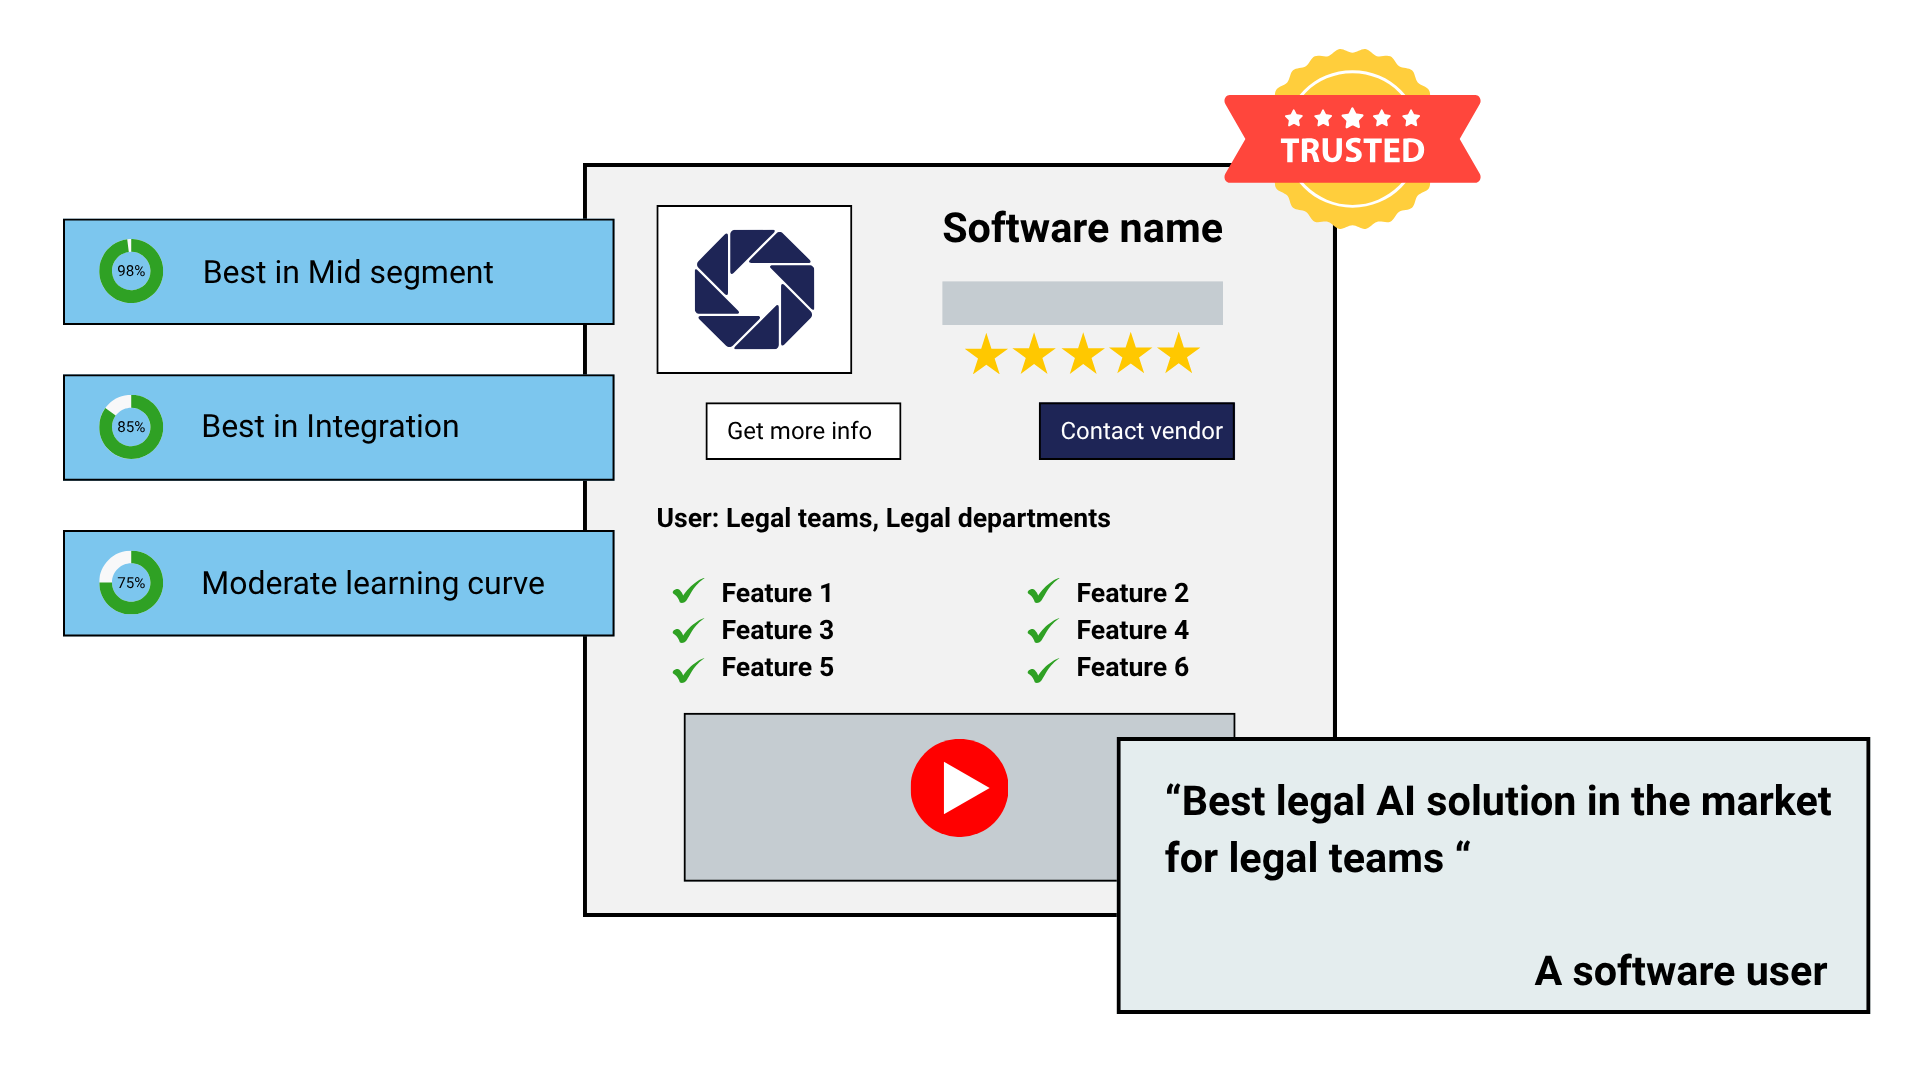 TRUSTED
Software name
98%
Best in Mid segment
85%
Best in Integration
75%
Moderate learning curve
Get more info
Contact vendor
User: Legal teams, Legal departments
Feature 1
Feature 2
Feature 3
Feature 4
Feature 5
Feature 6
“Best legal AI solution in the market
for legal teams “
A software user